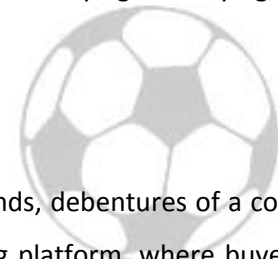 nds, debentures of a co
g platform, where buye